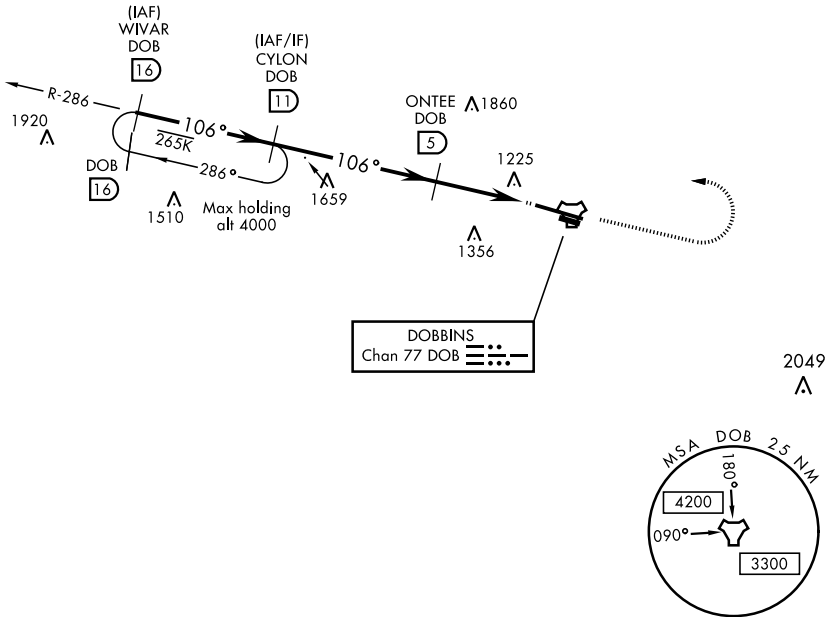 (IAF)
WIVAR
DOB
16
(IAF/IF)
CYLON
DOB
11
ONTEE
DOB
5
1860
R-286
1920
106°
265K
106°
1225
DOB
16
286°
1510
Max holding
alt 4000
1659
1356
DOBBINS
Chan 77 DOB
2049
MSA DOB 25 NM
180°
4200
090°
3300